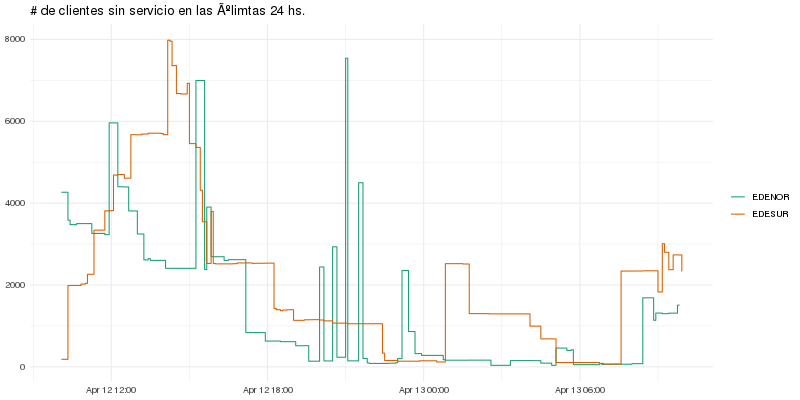 # de clientes sin servicio en las Ãºlimtas 24 hs.
8000
6000
4000
2000
0
Apr 12 12:00
Apr 12 18:00
Apr 13 00:00
Apr 13 06:00
EDENOR
EDESUR